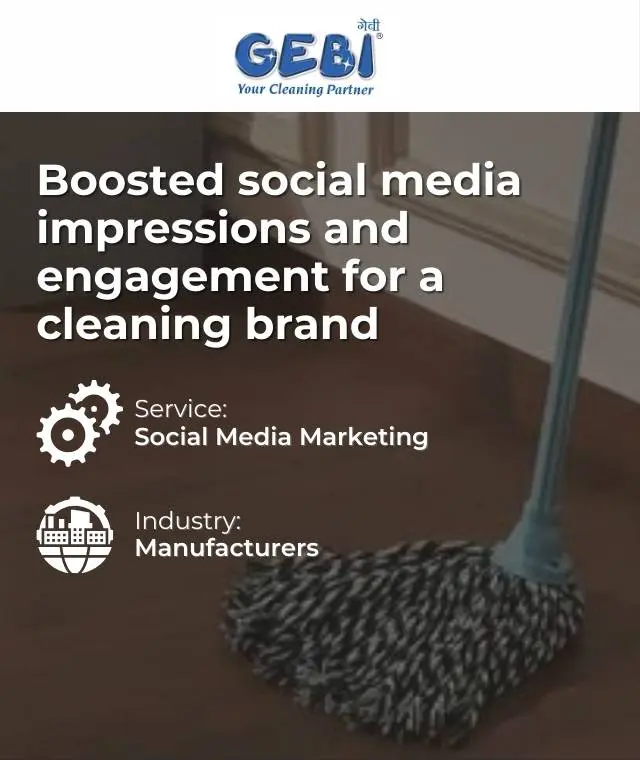 गेबी
GEBI®
Your Cleaning Partner
Boosted social media
impressions and
engagement for a
cleaning brand
Service:
Social Media Marketing
Industry:
Manufacturers